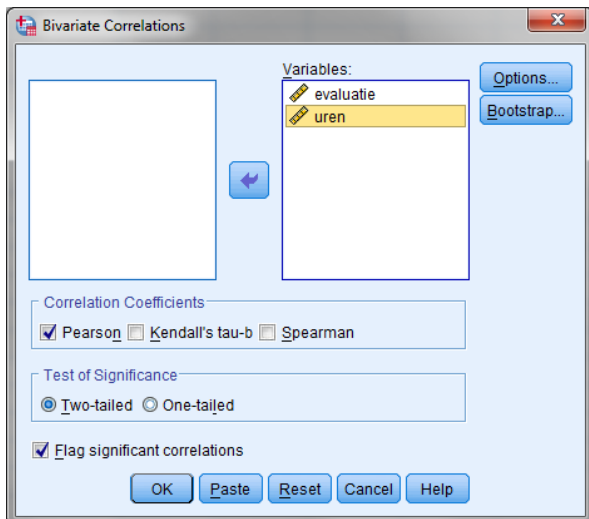 Bivariate Correlations
Variables:
evaluatie
uren
Options...
Bootstrap...
Correlation Coefficients
Pearson Kendall's tau-b Spearman
Test of Significance
Two-tailed One-tailed
Flag significant correlations
OK Paste Reset Cancel Help